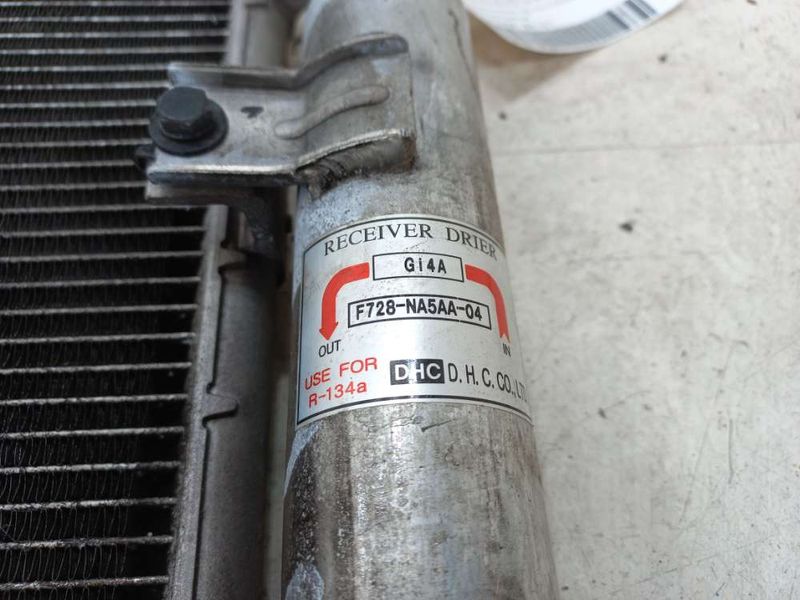 RECEIVER DRIER
Gi4A
F728-NA5AA-04
OUT
IN
USE FOR
R-134a
DHC D.H.C.CO.,LTD